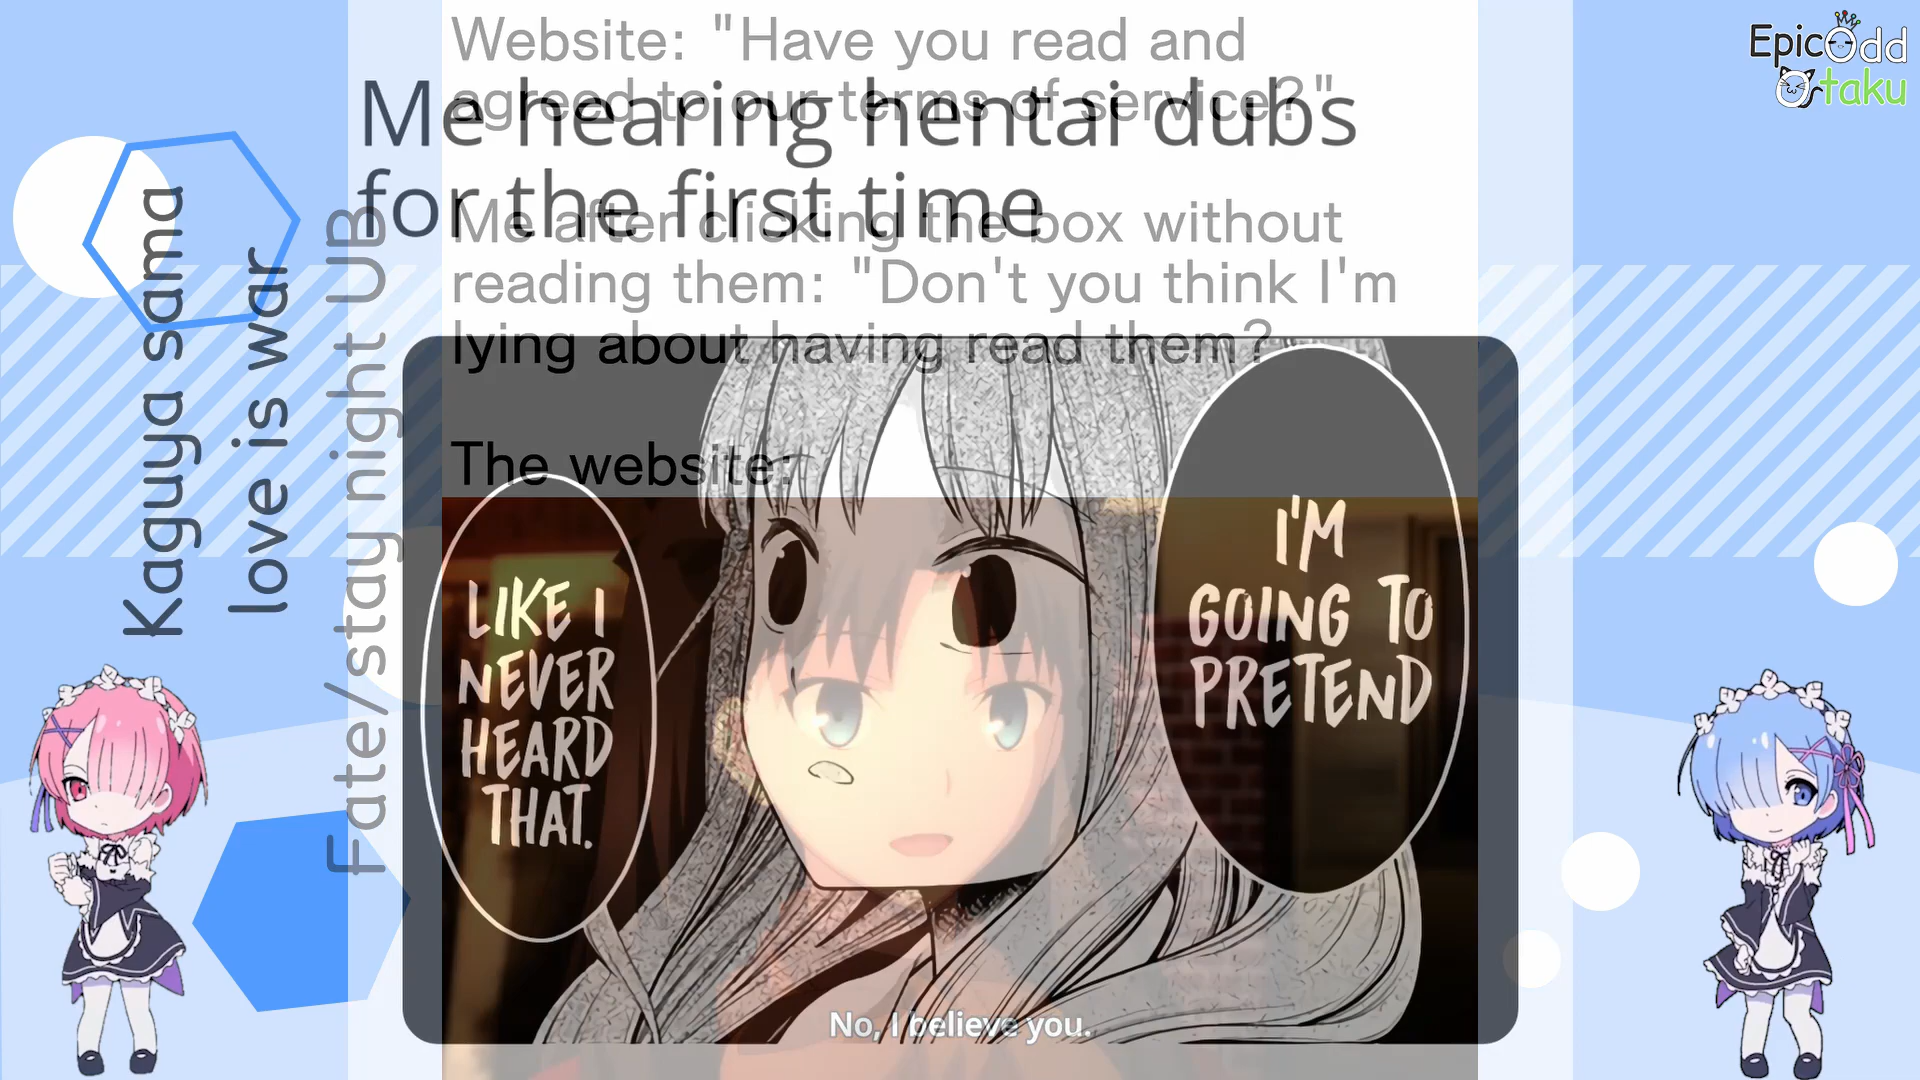 Website: "Have you read and
agreed to our terms of service?"
Me after clicking the box without
reading them: "Don't you think I'm
lying about having read them?
The website:
Me hearing hentai dubs
for the first time
Kaguya sama
love is war
Fate/stay night UB
I'M
GOING TO
PRETEND
LIKE I
NEVER
HEARD
THAT.
No, I believe you.
EpicOdd
Otaku